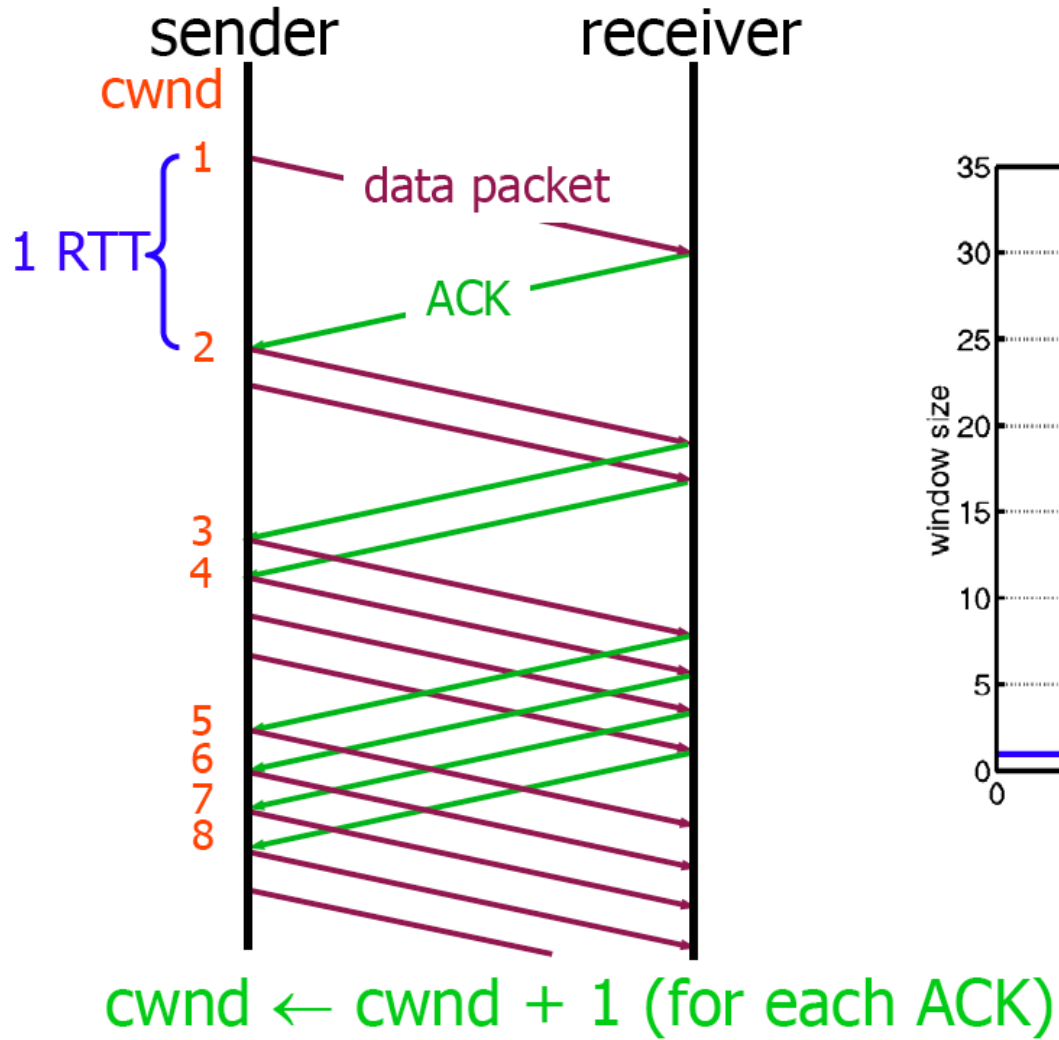 sender
receiver
cwnd
1
data packet
1 RTT
ACK
2
3
4
5
6
7
8
cwnd ← cwnd + 1 (for each ACK)
35
30
25
20
15
10
5
0
0
window size